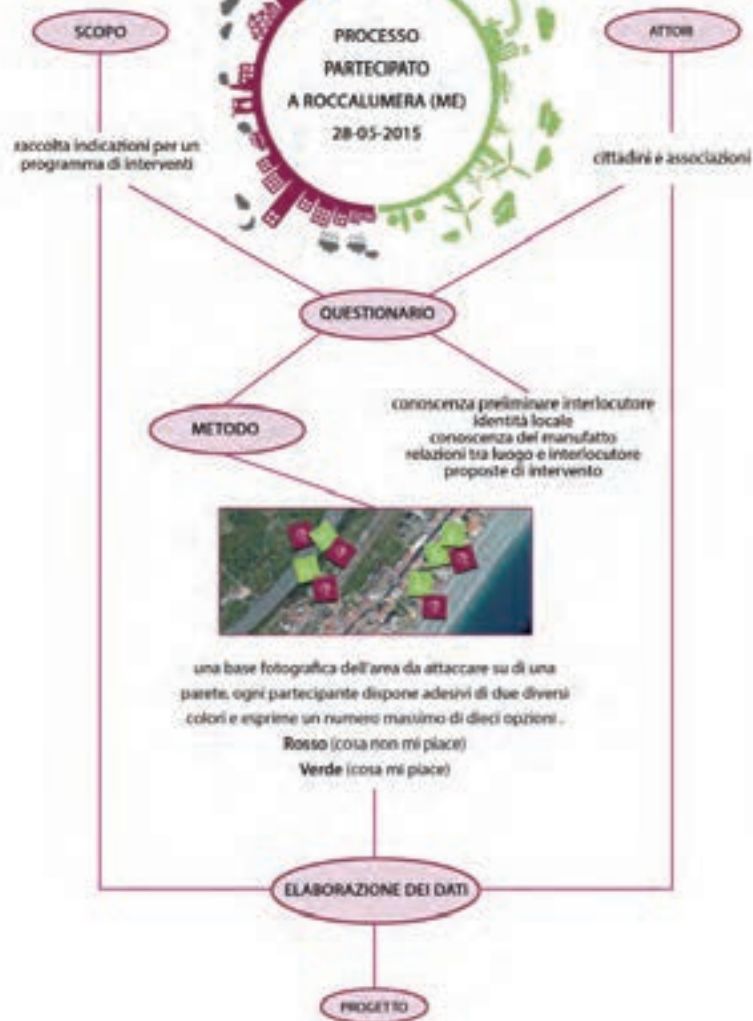 SCOPO
PROCESSO
PARTECIPATO
A ROCCALUMERA (ME)
28-05-2015
ATTORI
raccolta indicazioni per un
programma di interventi
cittadini e associazioni
QUESTIONARIO
METODO
conoscenza preliminare interlocutore
identità locale
conoscenza del manufatto
relazioni tra luogo e interlocutore
proposte di intervento
una base fotografica dell'area da attaccare su di una
parete, ogni partecipante dispone adesivi di due diversi
colori e esprime un numero massimo di dieci opzioni .
Rosso (cosa non mi piace)
Verde (cosa mi piace)
ELABORAZIONE DEI DATI
PROGETTO